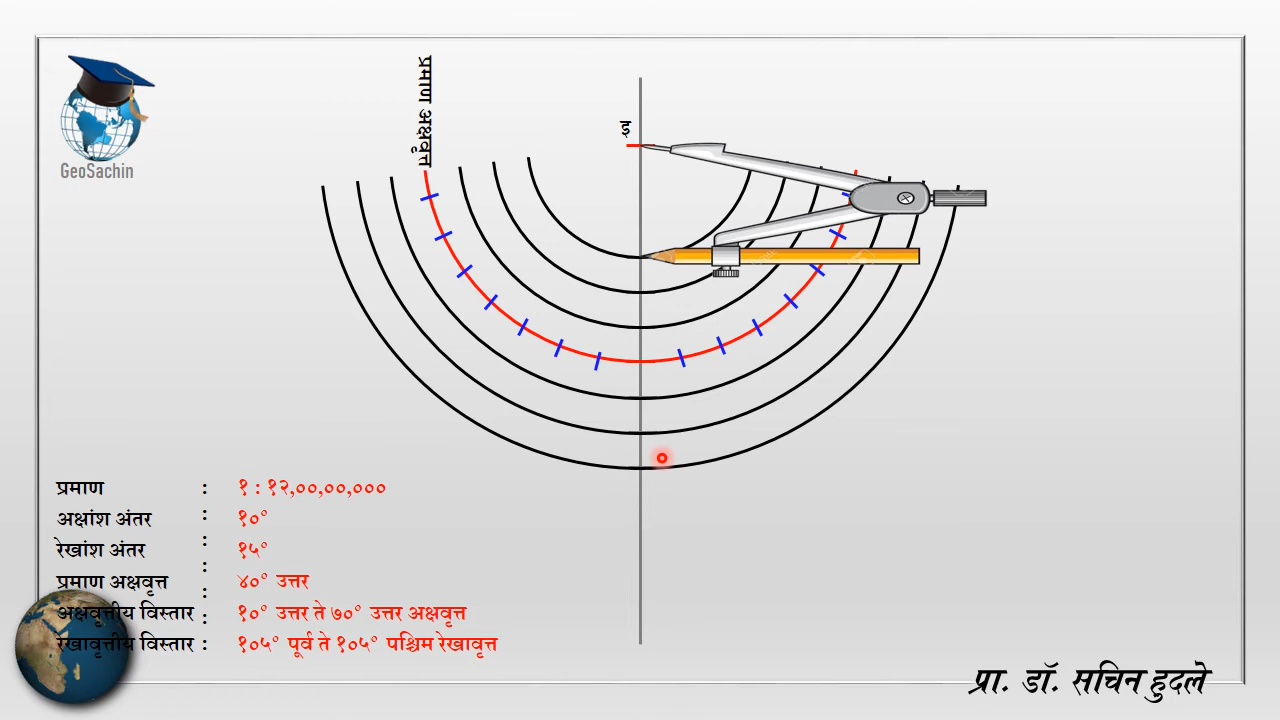 प्रमाण अक्षवृत्त
इ
GeoSachin
प्रमाण : १ : १२,००,००,०००
अक्षांश अंतर : १०°
रेखांश अंतर : १५°
प्रमाण अक्षवृत्त : ४०° उत्तर
अक्षवृत्तीय विस्तार : १०° उत्तर ते ७०° उत्तर अक्षवृत्त
रेखावृत्तीय विस्तार : १०५° पूर्व ते १०५° पश्चिम रेखावृत्त
प्रा. डॉ. सचिन हुदले